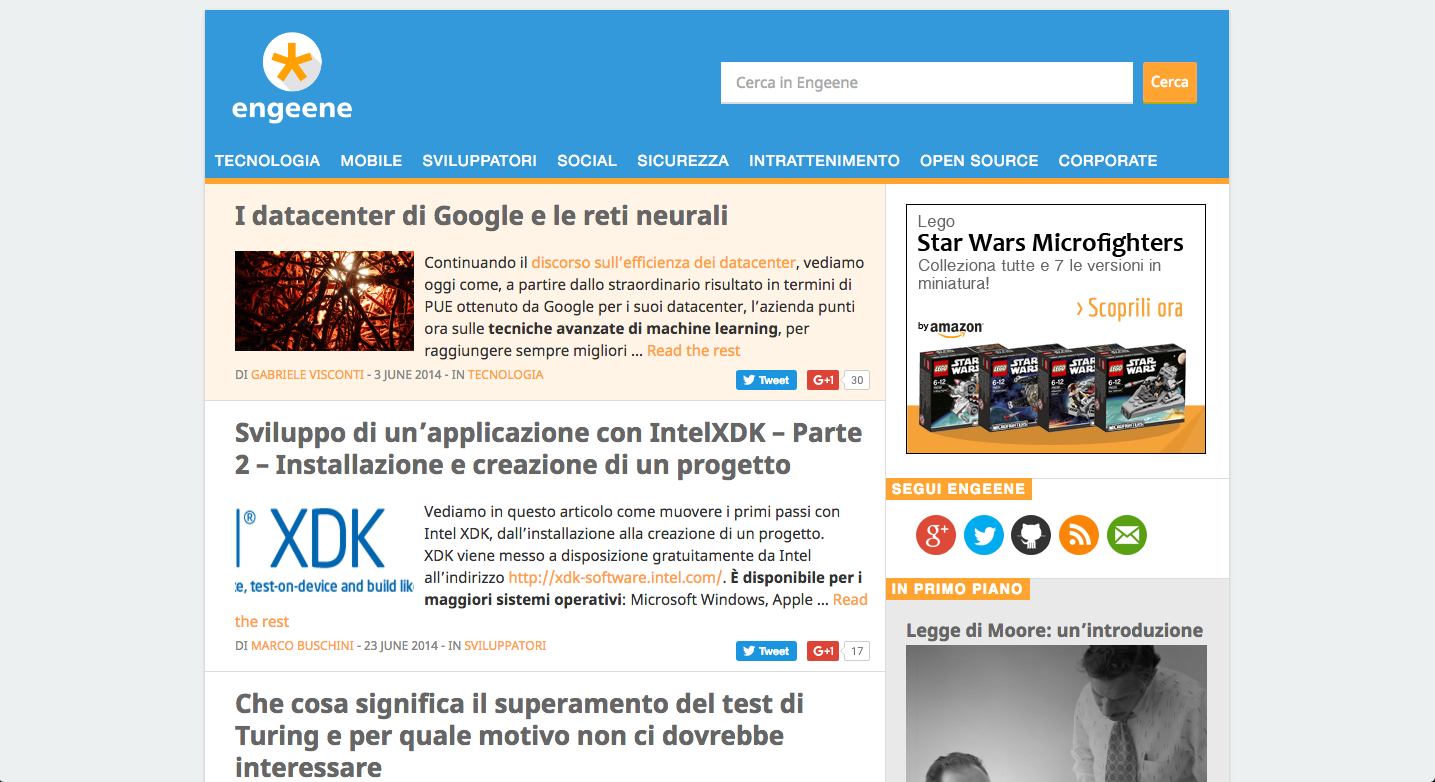 engeene
Cerca in Engeene
Cerca
TECNOLOGIA MOBILE SVILUPPATORI SOCIAL SICUREZZA INTRATTENIMENTO OPEN SOURCE CORPORATE
I datacenter di Google e le reti neurali
Continuando il discorso sull'efficienza dei datacenter, vediamo
oggi come, a partire dallo straordinario risultato in termini di
PUE ottenuto da Google per i suoi datacenter, l'azienda punti
ora sulle tecniche avanzate di machine learning, per
raggiungere sempre migliori ... Read the rest
DI GABRIELE VISCONTI - 3 JUNE 2014 - IN TECNOLOGIA
Tweet
G+1
30
Sviluppo di un'applicazione con IntelXDK – Parte
2 – Installazione e creazione di un progetto
® XDK
e, test-on-device and build lik
Vediamo in questo articolo come muovere i primi passi con
Intel XDK, dall'installazione alla creazione di un progetto.
XDK viene messo a disposizione gratuitamente da Intel
all'indirizzo http://xdk-software.intel.com/. È disponibile per i
maggiori sistemi operativi: Microsoft Windows, Apple ... Read
the rest
DI MARCO BUSCHINI - 23 JUNE 2014 - IN SVILUPPATORI
Tweet
G+1
17
Che cosa significa il superamento del test di
Turing e per quale motivo non ci dovrebbe
interessare
Lego
Star Wars Microfighters
Colleziona tutte e 7 le versioni in
miniatura!
› Scoprili ora
by amazon
LEGO STAR WARS
6-12
LEGO STAR WARS
6-12
LEGO STAR WARS
6-12
LEGO STAR WARS
6-12
SEGUI ENGEENE
g+
IN PRIMO PIANO
Legge di Moore: un'introduzione